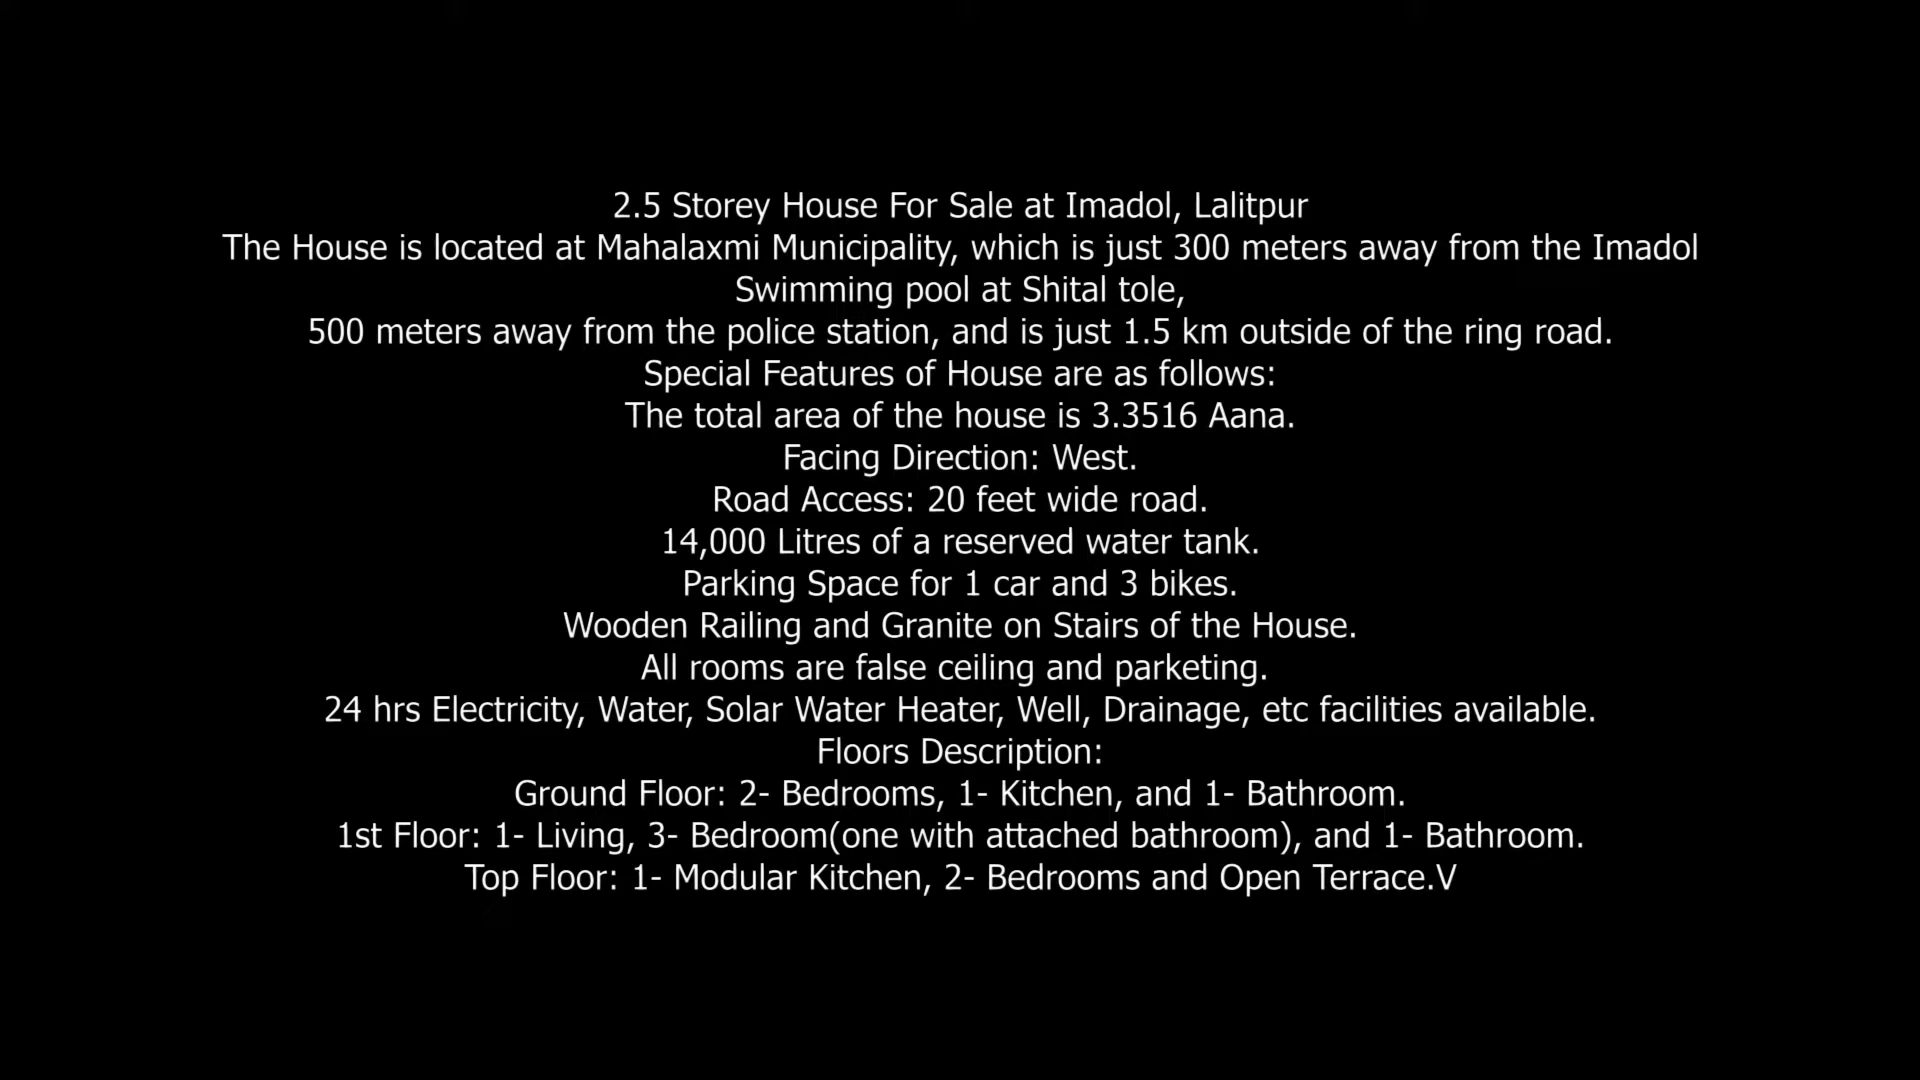 2.5 Storey House For Sale at Imadol, Lalitpur
The House is located at Mahalaxmi Municipality, which is just 300 meters away from the Imadol
Swimming pool at Shital tole,
500 meters away from the police station, and is just 1.5 km outside of the ring road.
Special Features of House are as follows:
The total area of the house is 3.3516 Aana.
Facing Direction: West.
Road Access: 20 feet wide road.
14,000 Litres of a reserved water tank.
Parking Space for 1 car and 3 bikes.
Wooden Railing and Granite on Stairs of the House.
All rooms are false ceiling and parketing.
24 hrs Electricity, Water, Solar Water Heater, Well, Drainage, etc facilities available.
Floors Description:
Ground Floor: 2- Bedrooms, 1- Kitchen, and 1- Bathroom.
1st Floor: 1- Living, 3- Bedroom(one with attached bathroom), and 1- Bathroom.
Top Floor: 1- Modular Kitchen, 2- Bedrooms and Open Terrace.V